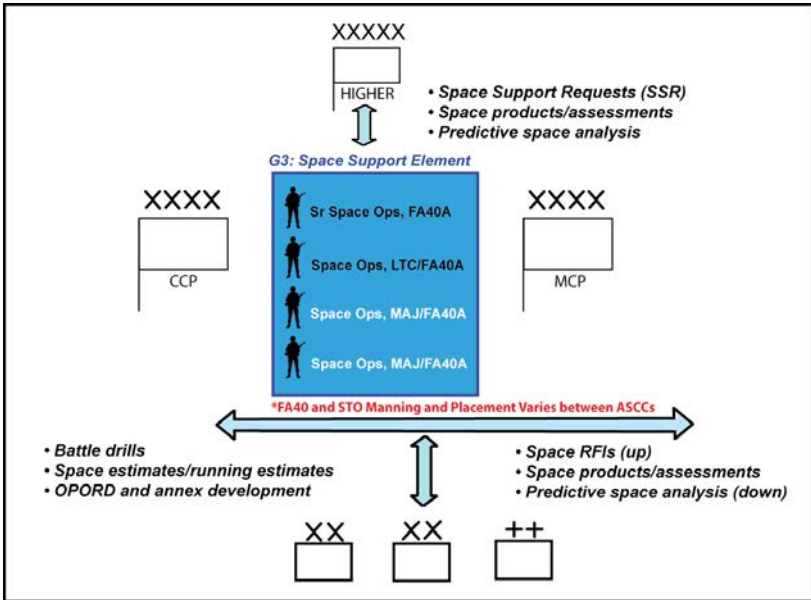 XXXXX
HIGHER
• Space Support Requests (SSR)
• Space products/assessments
• Predictive space analysis
G3: Space Support Element
XXXX
CCP
Sr Space Ops, FA40A
Space Ops, LTC/FA40A
Space Ops, MAJ/FA40A
Space Ops, MAJ/FA40A
XXXX
MCP
*FA40 and STO Manning and Placement Varies between ASCCs
• Battle drills
• Space estimates/running estimates
• OPORD and annex development
• Space RFIs (up)
• Space products/assessments
• Predictive space analysis (down)
XX
XX
++